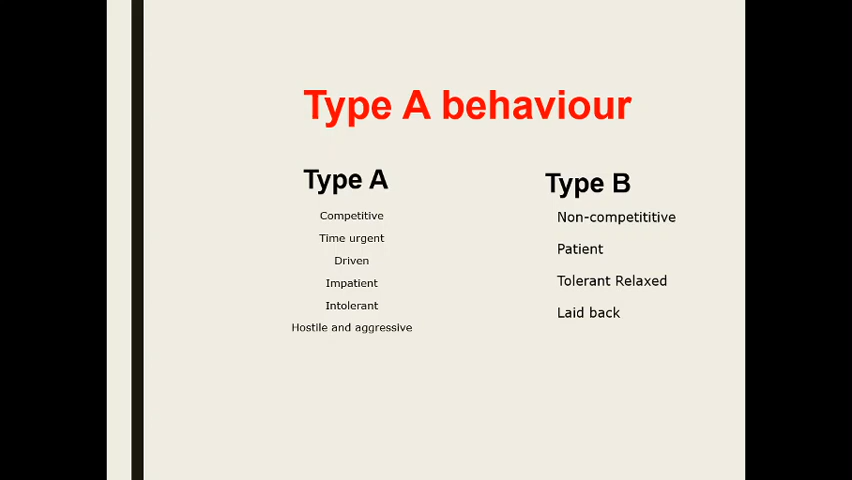 Type A behaviour
Type A
Competitive
Time urgent
Driven
Impatient
Intolerant
Hostile and aggressive
Type B
Non-competititive
Patient
Tolerant Relaxed
Laid back